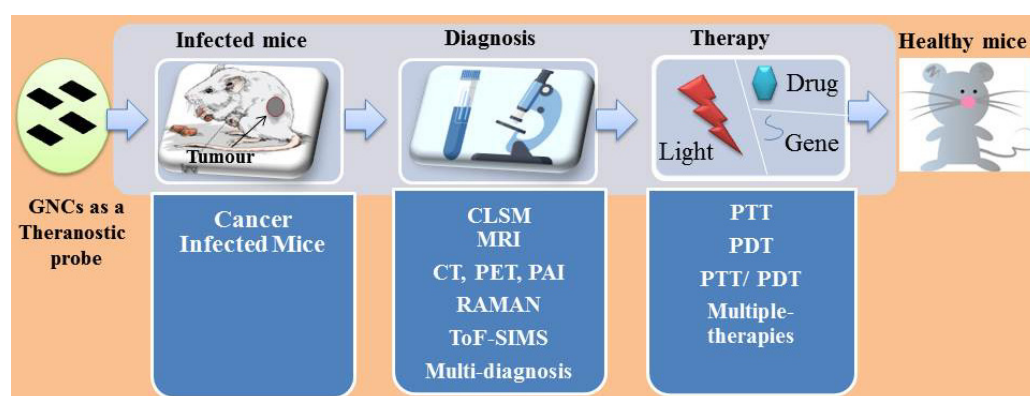 Infected mice
Diagnosis
Therapy
Healthy mice
Tumour
Light
Drug
Gene
GNCs as a
Theranostic
probe
Cancer
Infected Mice
CLSM
MRI
CT, PET, PAI
RAMAN
ToF-SIMS
Multi-diagnosis
PTT
PDT
PTT/ PDT
Multiple-
therapies